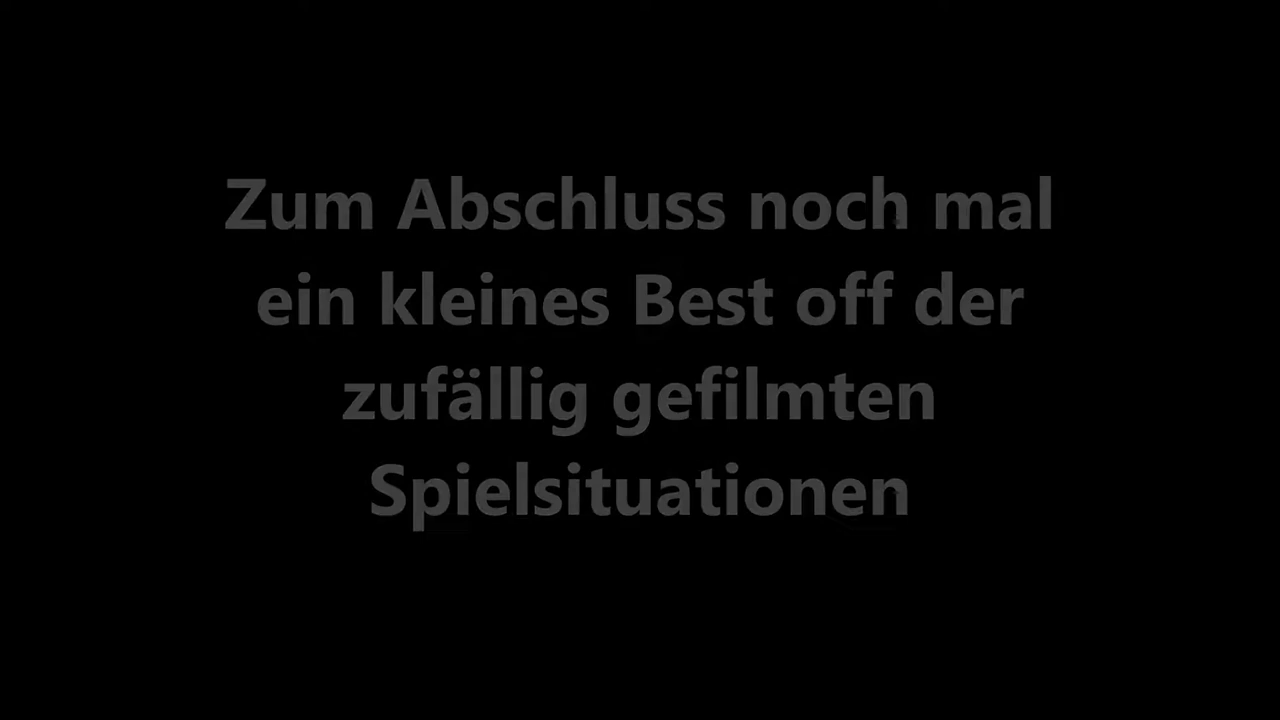 Zum Abschluss noch mal
ein kleines Best off der
zufällig gefilmten
Spielsituationen